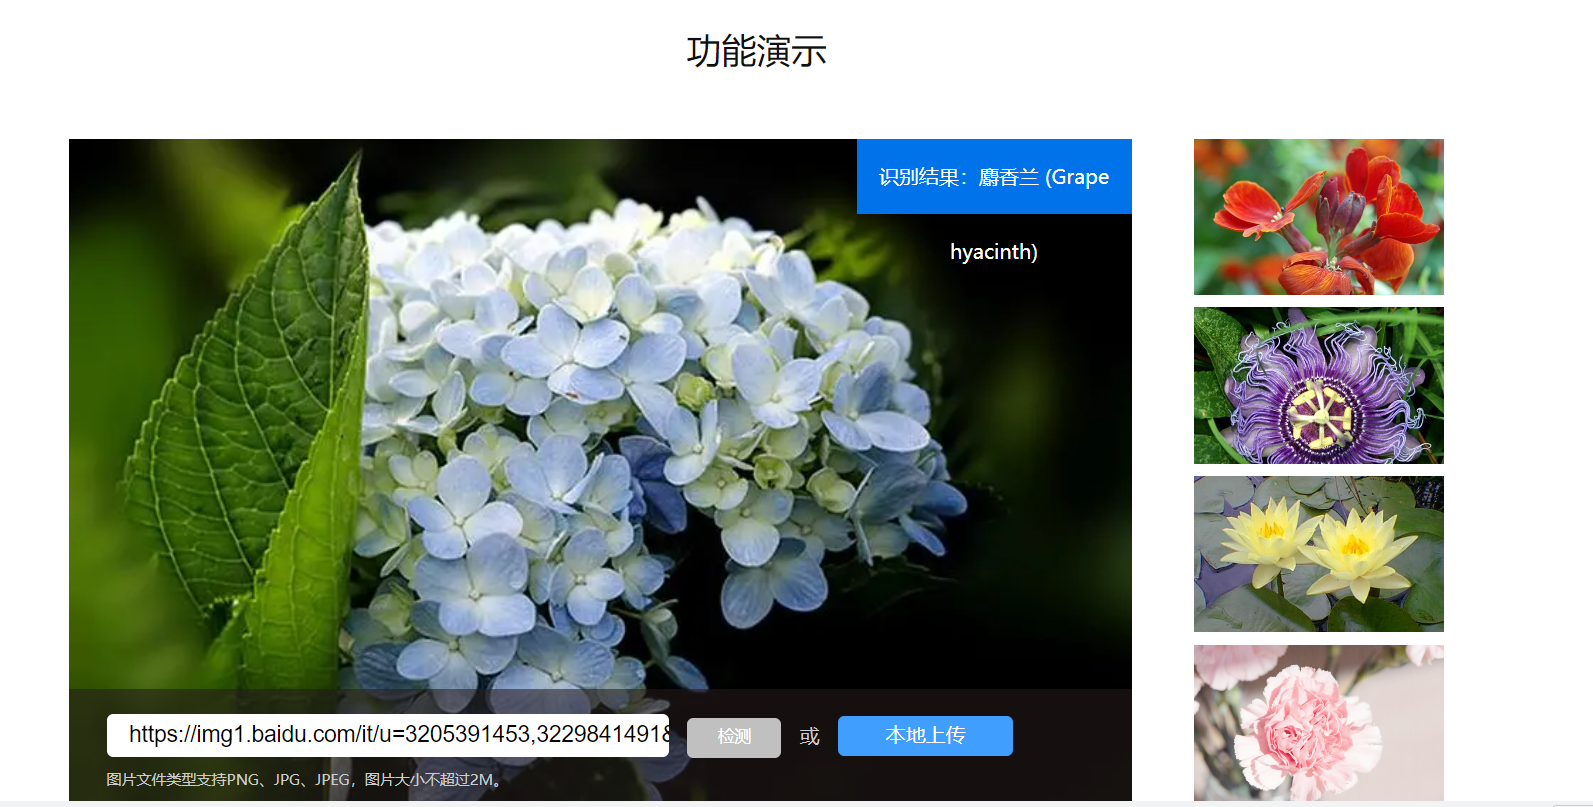 功能演示
识别结果：麝香兰 (Grape
hyacinth)
https://img1.baidu.com/it/u=3205391453,3229841491&
检测
或
本地上传
图片文件类型支持PNG、JPG、JPEG，图片大小不超过2M。